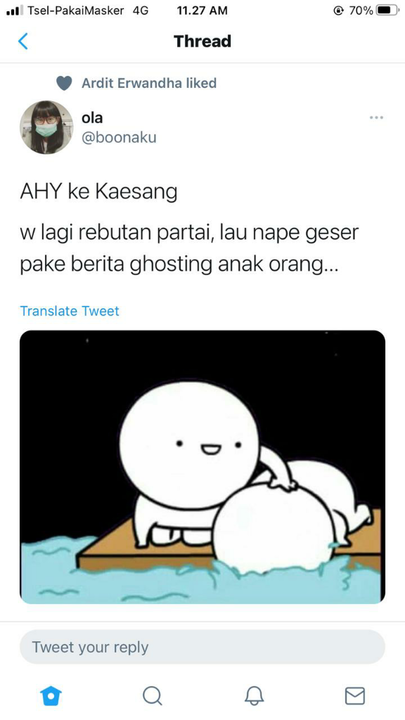 Tsel-PakaiMasker 4G 11.27 AM 70%
Thread
Ardit Erwandha liked
ola
@boonaku
AHY ke Kaesang
w lagi rebutan partai, lau nape geser
pake berita ghosting anak orang...
Translate Tweet
Tweet your reply